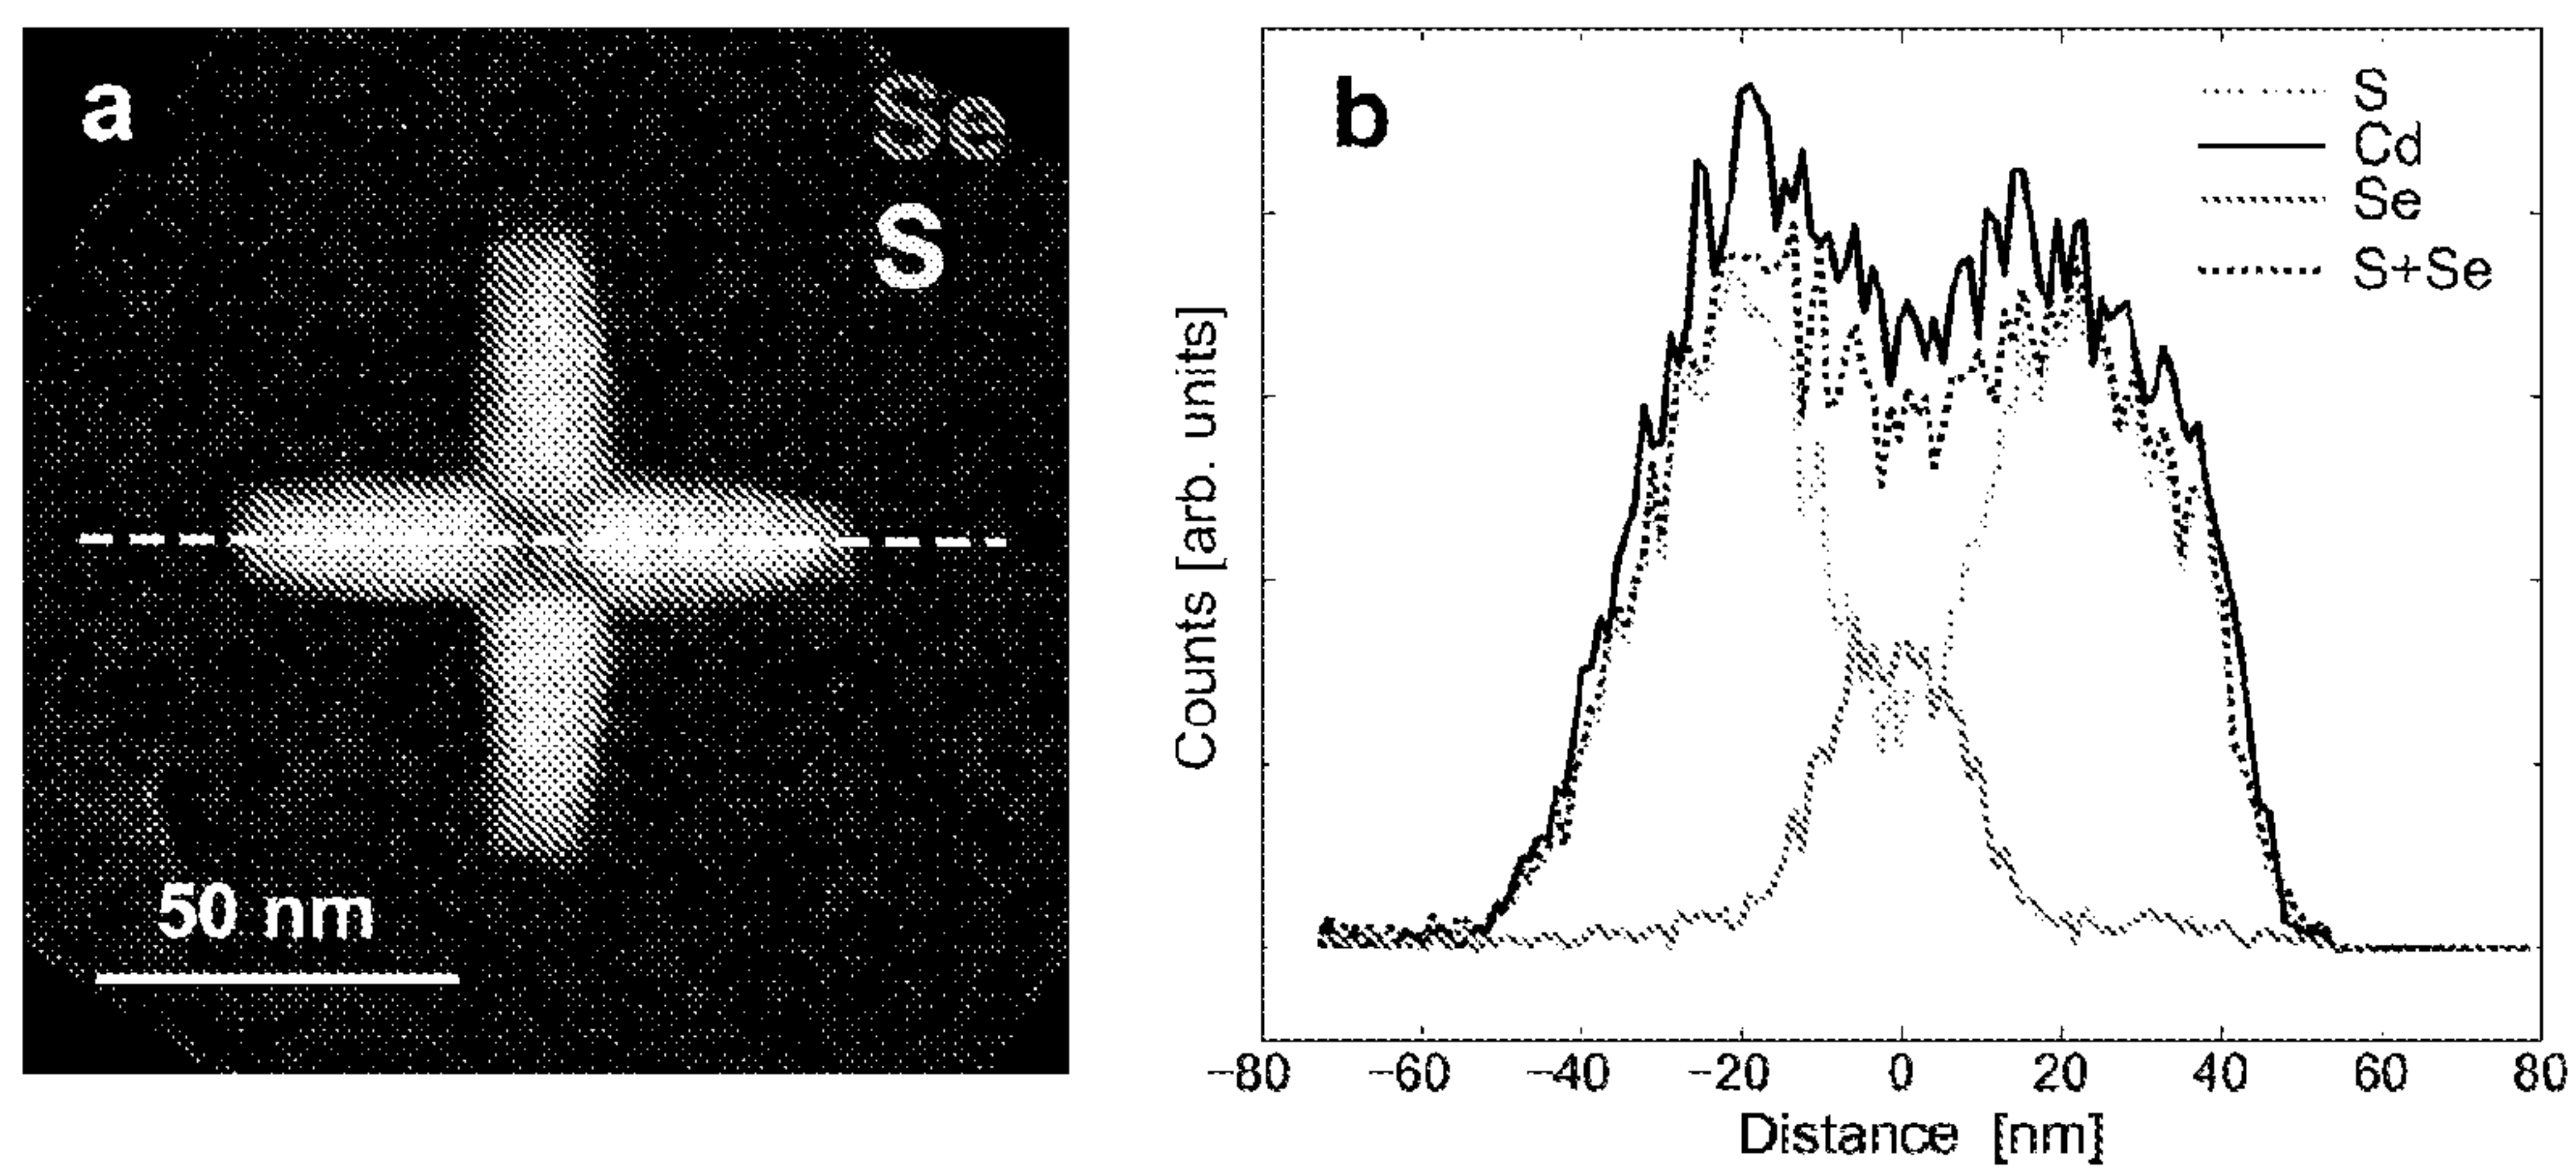 a
Se
S
50 nm
b
S
Cd
Se
S+Se
Counts [arb. units]
−80 −60 −40 −20 0 20 40 60 80
Distance [nm]